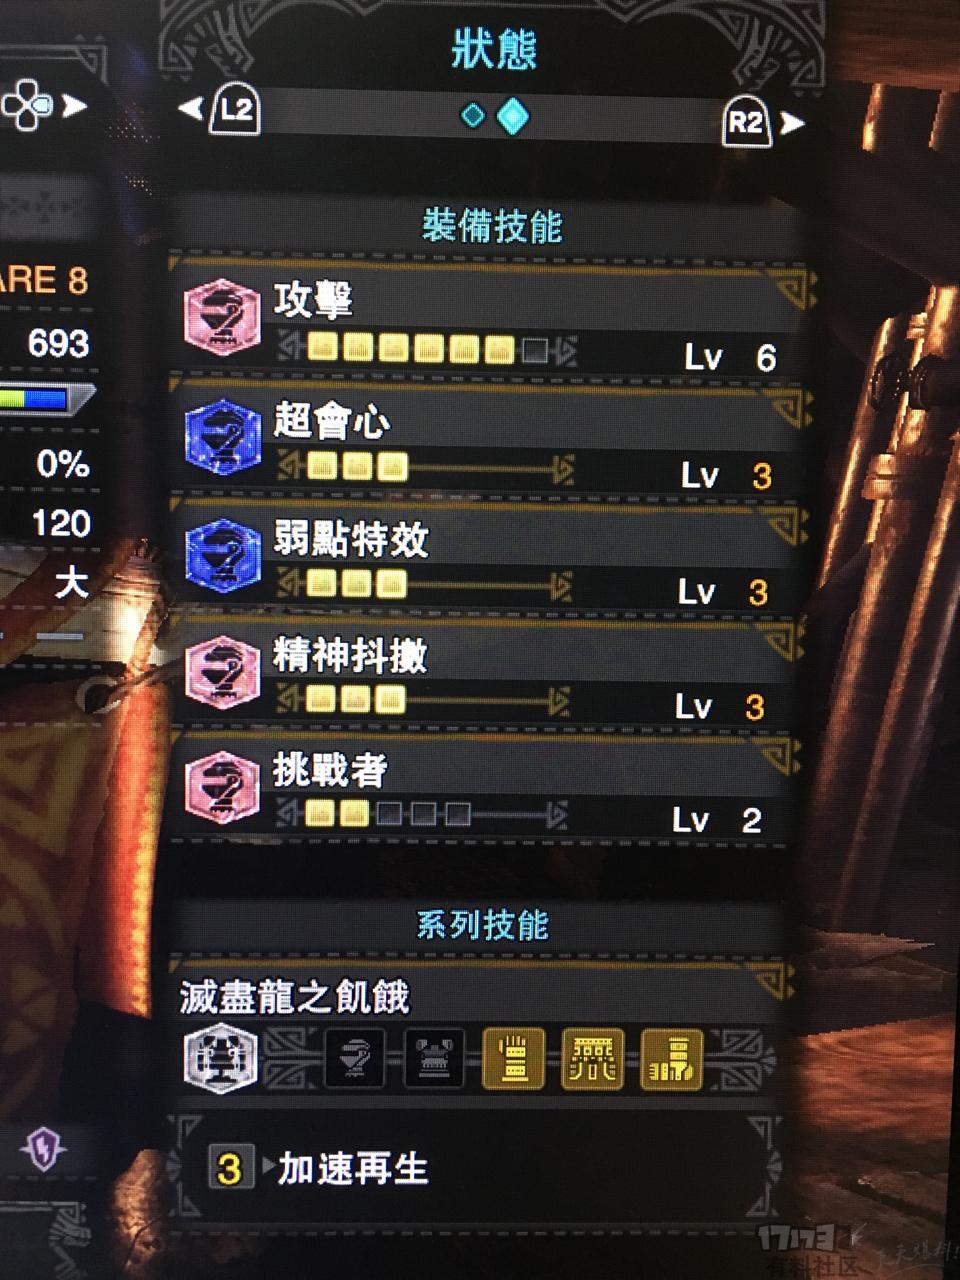 狀態
L2
R2
裝備技能
ARE 8
攻擊
693
Lv 6
超會心
0%
Lv 3
120
弱點特效
大
Lv 3
精神抖擻
Lv 3
挑戰者
Lv 2
系列技能
滅盡龍之飢餓
3 加速再生
17173
有料社区